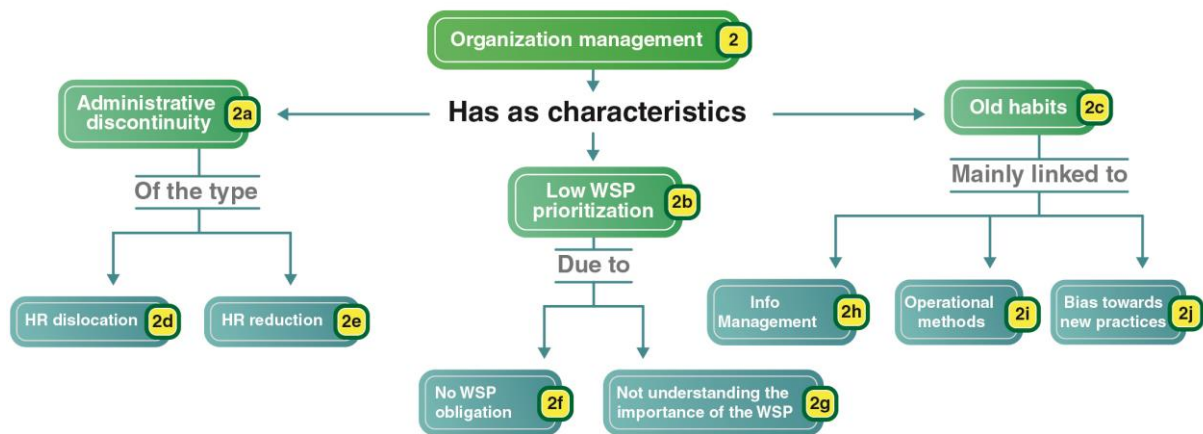 Organization management 2
Administrative
discontinuity 2a
Has as characteristics
Old habits 2c
Of the type
Low WSP
prioritization 2b
Mainly linked to
Due to
HR dislocation 2d
HR reduction 2e
Info
Management 2h
Operational
methods 2i
Bias towards
new practices 2j
No WSP
obligation 2f
Not understanding the
importance of the WSP 2g